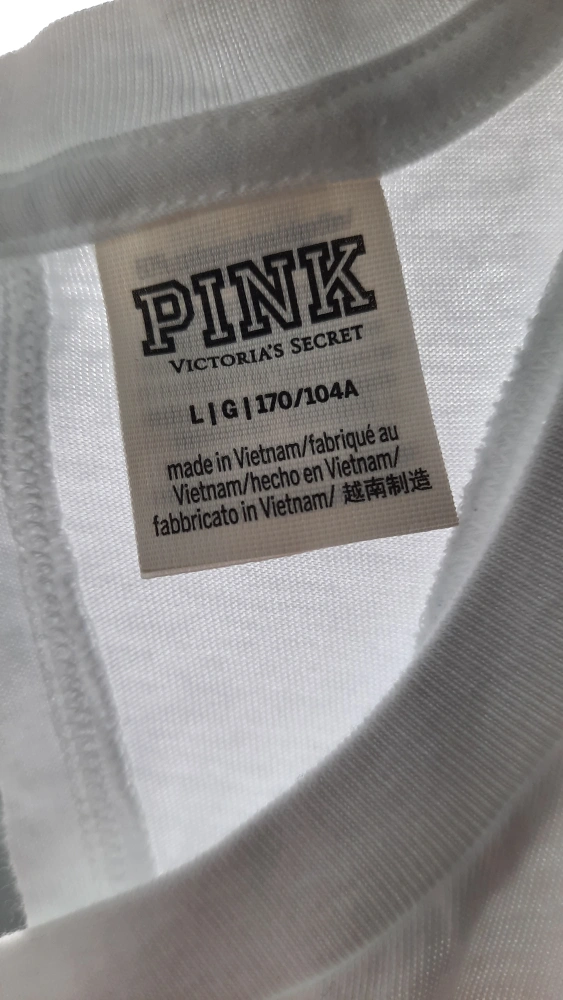 PINK
VICTORIA'S SECRET
L | G | 170/104A
made in Vietnam/fabriqué au
Vietnam/hecho en Vietnam/
fabbricato in Vietnam/ 越南制造